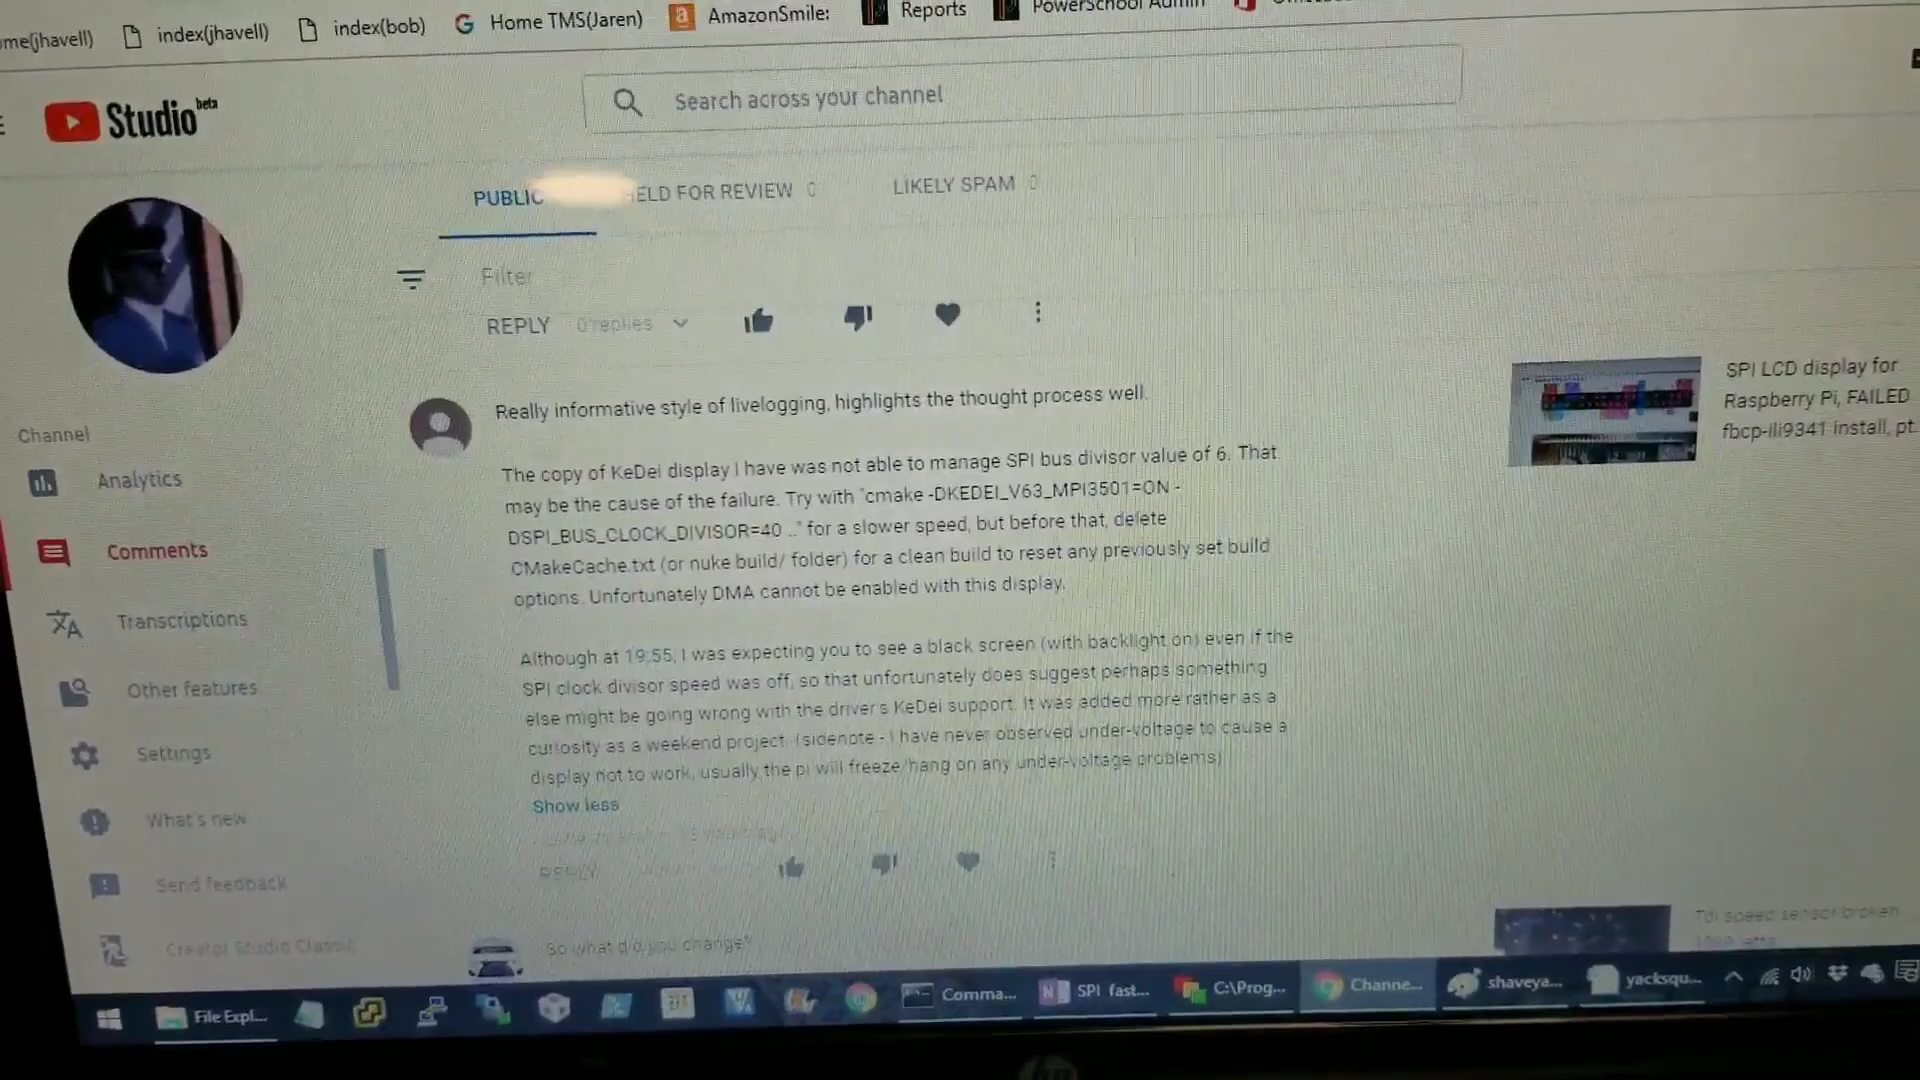 me(jhavell) index(jhavell) index(bob) Home TMS(Jaren) AmazonSmile: Reports PowerSchool Admin
Studio beta
Search across your channel
PUBLIC ELD FOR REVIEW 0 LIKELY SPAM 0
Filter
REPLY 0 replies
Really informative style of livelogging, highlights the thought process well.
The copy of KeDei display I have was not able to manage SPI bus divisor value of 6. That
may be the cause of the failure. Try with "cmake -DKEDEI_V63_MPI3501=ON -
DSPI_BUS_CLOCK_DIVISOR=40 .." for a slower speed, but before that, delete
CMakeCache.txt (or nuke build/ folder) for a clean build to reset any previously set build
options. Unfortunately DMA cannot be enabled with this display.
Although at 19:55, I was expecting you to see a black screen (with backlight on) even if the
SPI clock divisor speed was off, so that unfortunately does suggest perhaps something
else might be going wrong with the driver's KeDei support. It was added more rather as a
curiosity as a weekend project. (sidenote - I have never observed under-voltage to cause a
display not to work, usually the pi will freeze/hang on any under-voltage problems)
Show less
REPLY
So what did you change?
SPI LCD display for
Raspberry Pi, FAILED
fbcp-ili9341 install, pt.
Tdi speed sensor broken
Channel
Analytics
Comments
Transcriptions
Other features
Settings
What's new
Send feedback
Creator Studio Classic
File Expl... Comma... SPI fast... C:\Prog... Channe... shaveya... yacksqu...
hp